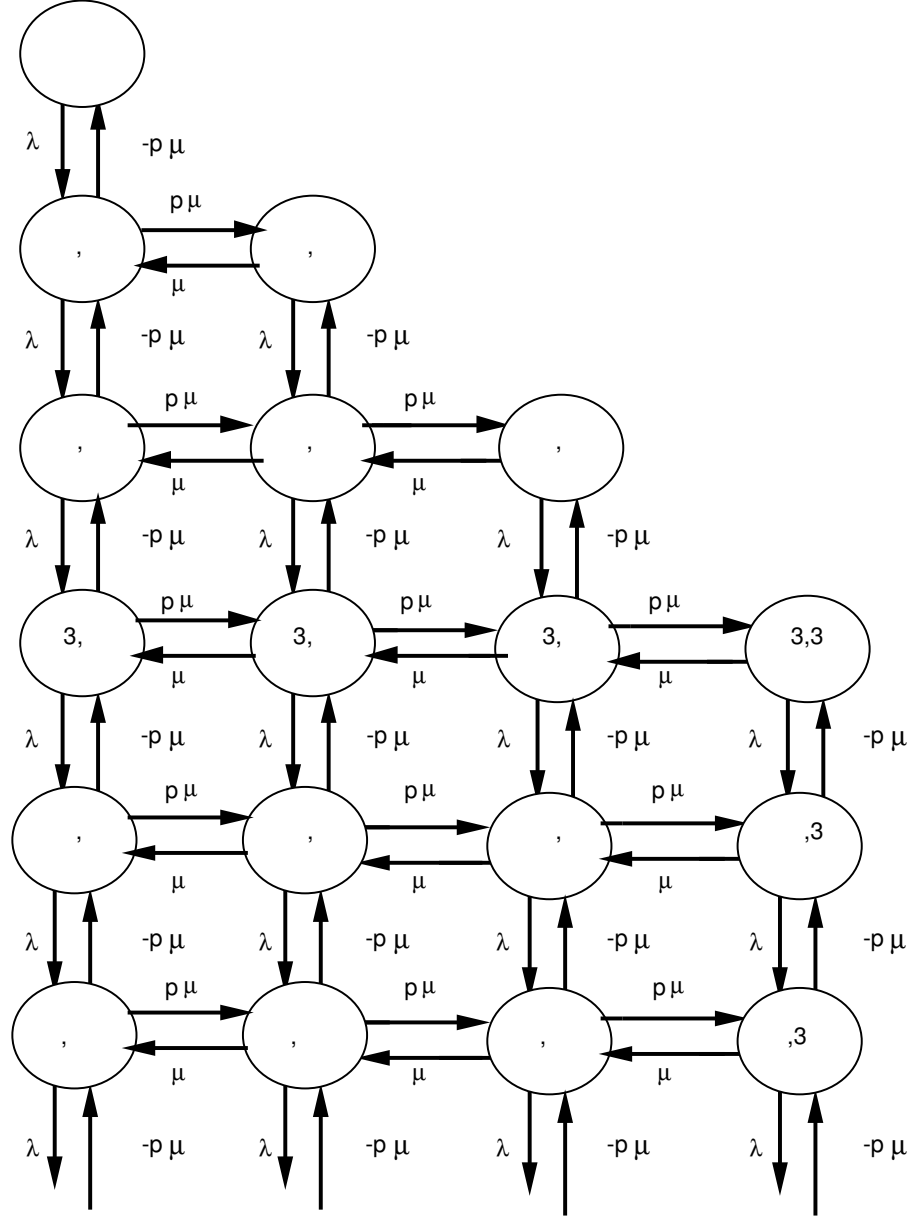 λ -p μ
p μ
, ,
μ
λ -p μ λ -p μ
p μ p μ
, , ,
μ μ
λ -p μ λ -p μ λ -p μ
p μ p μ p μ
3, 3, 3, 3,3
μ μ μ
λ -p μ λ -p μ λ -p μ λ -p μ
p μ p μ p μ
, , , ,3
μ μ μ
λ -p μ λ -p μ λ -p μ λ -p μ
p μ p μ p μ
, , , ,3
μ μ μ
λ -p μ λ -p μ λ -p μ λ -p μ